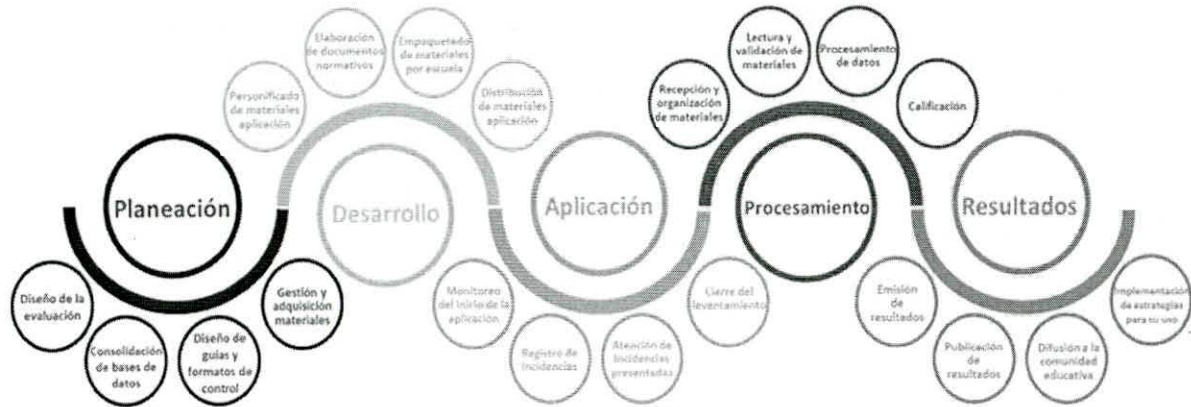 Planeación
Diseño de la
evaluación
Consolidación
de bases de
datos
Diseño de
guías y
formatos de
control
Gestión y
adquisición
materiales
Desarrollo
Personificado
de materiales
aplicación
Elaboración
de documentos
normativos
Empaquetado
de materiales
por escuela
Distribución
de materiales
aplicación
Aplicación
Monitoreo
del inicio de la
aplicación
Registro de
incidencias
Atención de
incidencias
presentadas
Cierre del
levantamiento
Procesamiento
Recepción y
organización
de materiales
Lectura y
validación de
materiales
Procesamiento
de datos
Calificación
Resultados
Emisión
de
resultados
Publicación
de
resultados
Difusión a la
comunidad
educativa
Implementación
de estrategias
para su uso